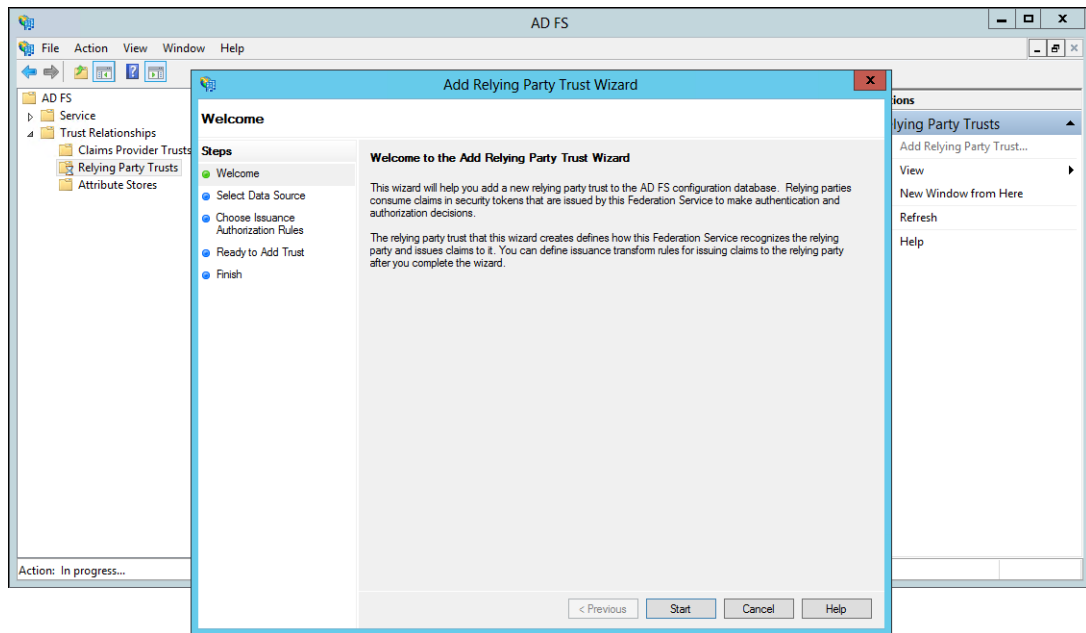 AD FS
File Action View Window Help
AD FS
Service
Trust Relationships
Claims Provider Trusts
Relying Party Trusts
Attribute Stores
Action: In progress...
Add Relying Party Trust Wizard
Welcome
Steps
Welcome
Select Data Source
Choose Issuance
Authorization Rules
Ready to Add Trust
Finish
Welcome to the Add Relying Party Trust Wizard
This wizard will help you add a new relying party trust to the AD FS configuration database. Relying parties
consume claims in security tokens that are issued by this Federation Service to make authentication and
authorization decisions.
The relying party trust that this wizard creates defines how this Federation Service recognizes the relying
party and issues claims to it. You can define issuance transform rules for issuing claims to the relying party
after you complete the wizard.
< Previous Start Cancel Help
ions
lying Party Trusts
Add Relying Party Trust...
View
New Window from Here
Refresh
Help